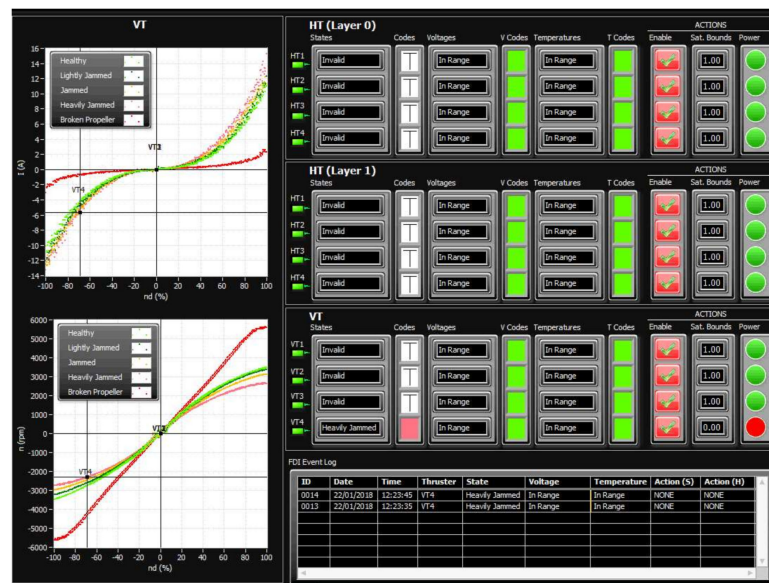 VT
16
14
12
10
8
6
4
2
0
-2
-4
-6
-8
-10
-12
-14
I (A)
Healthy
Lightly Jammed
Jammed
Heavily Jammed
Broken Propeller
VT4
-100 -80 -60 -40 -20 0 20 40 60 80 100
nd (%)
6000
5000
4000
3000
2000
1000
0
-1000
-2000
-3000
-4000
-5000
-6000
n (rpm)
Healthy
Lightly Jammed
Jammed
Heavily Jammed
Broken Propeller
VT4
-100 -80 -60 -40 -20 0 20 40 60 80 100
nd (%)
HT (Layer 0)
ACTIONS
States Codes Voltages V Codes Temperatures T Codes Enable Sat. Bounds Power
HT1 Invalid T In Range In Range 1.00
HT2 Invalid T In Range In Range 1.00
HT3 Invalid T In Range In Range 1.00
HT4 Invalid T In Range In Range 1.00
HT (Layer 1)
ACTIONS
States Codes Voltages V Codes Temperatures T Codes Enable Sat. Bounds Power
HT1 Invalid T In Range In Range 1.00
HT2 Invalid T In Range In Range 1.00
HT3 Invalid T In Range In Range 1.00
HT4 Invalid T In Range In Range 1.00
VT
ACTIONS
States Codes Voltages V Codes Temperatures T Codes Enable Sat. Bounds Power
VT1 Invalid T In Range In Range 1.00
VT2 Invalid T In Range In Range 1.00
VT3 Invalid T In Range In Range 1.00
VT4 Heavily Jammed In Range In Range 0.00
FDI Event Log
ID Date Time Thruster State Voltage Temperature Action (S) Action (H)
0014 22/01/2018 12:23:45 VT4 Heavily Jammed In Range In Range NONE NONE
0013 22/01/2018 12:23:35 VT4 Heavily Jammed In Range In Range NONE NONE